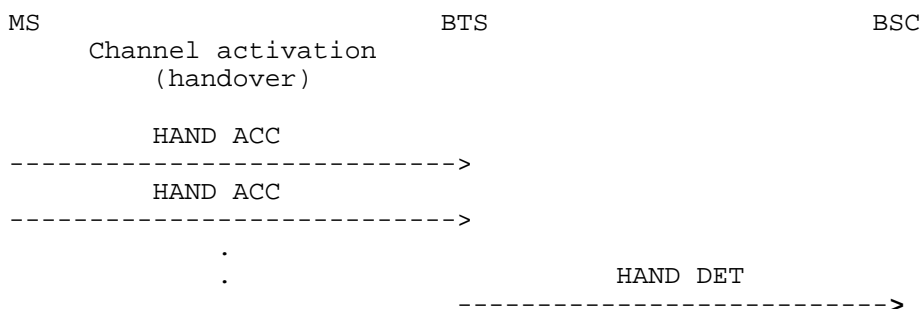 MS BTS BSC
Channel activation
(handover)
HAND ACC
---------------------------->
HAND ACC
---------------------------->
.
. HAND DET
--------------------------->